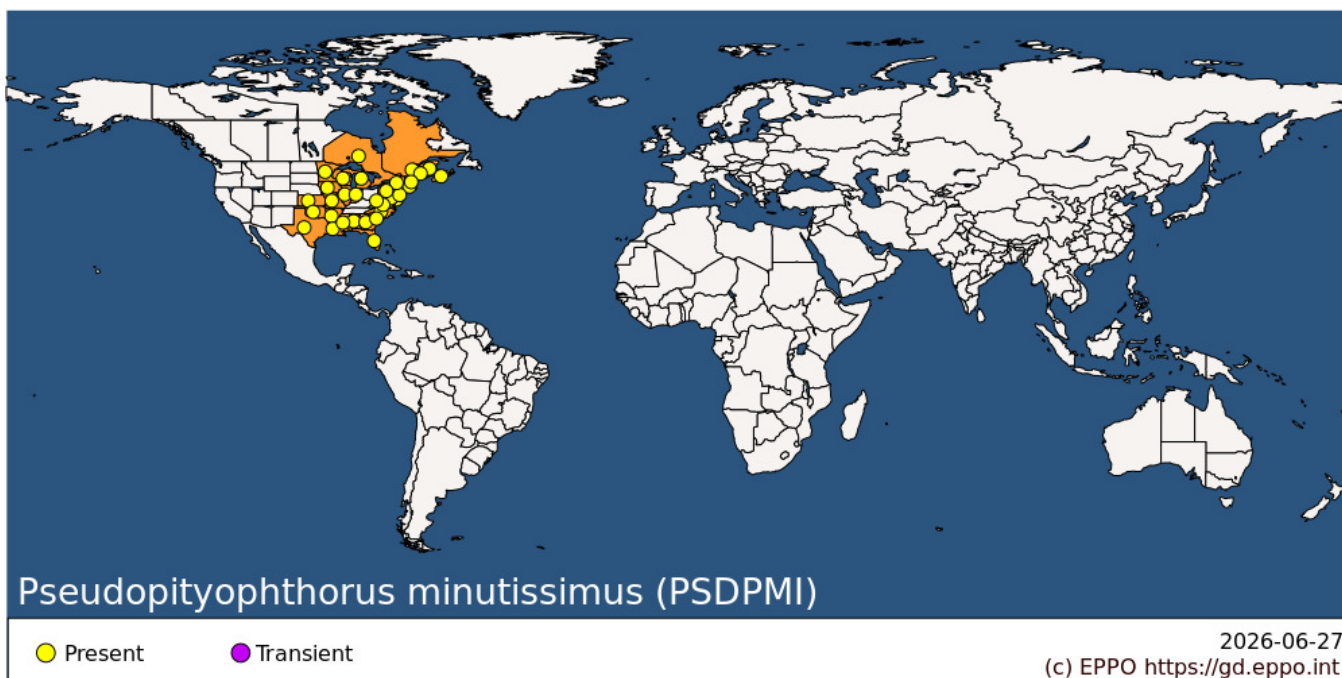 Pseudopityophthorus minutissimus (PSDPMI)
Present
Transient
2026-06-27
(c) EPPO https://gd.eppo.int